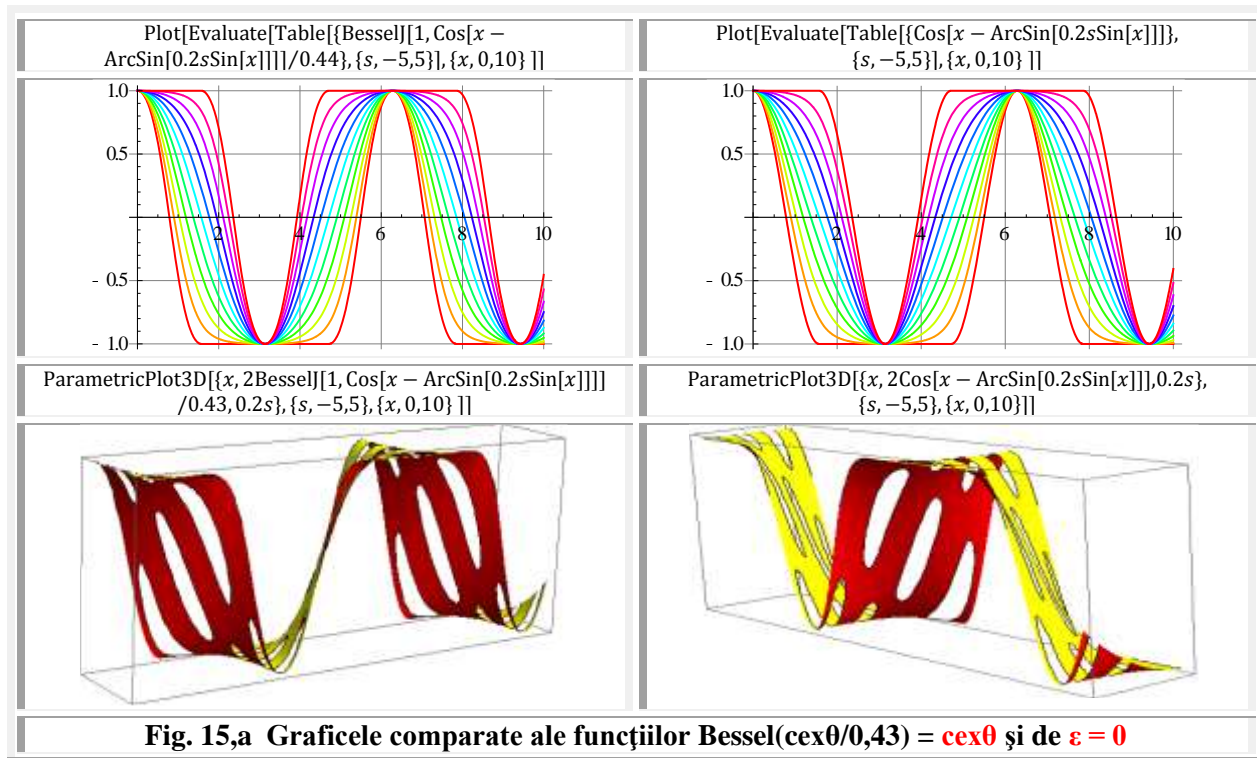 Plot[Evaluate[Table[{BesselJ[1, Cos[x −
ArcSin[0.2sSin[x]]]]/0.44}, {s, −5,5}], {x, 0,10} ]]
Plot[Evaluate[Table[{Cos[x − ArcSin[0.2sSin[x]]]},
{s, −5,5}], {x, 0,10} ]]
1.0
0.5
2 4 6 8 10
- 0.5
- 1.0
1.0
0.5
2 4 6 8 10
- 0.5
- 1.0
ParametricPlot3D[{x, 2BesselJ[1, Cos[x − ArcSin[0.2sSin[x]]]]
/0.43, 0.2s}, {s, −5,5}, {x, 0,10} ]]
ParametricPlot3D[{x, 2Cos[x − ArcSin[0.2sSin[x]]],0.2s},
{s, −5,5}, {x, 0,10}]]
Fig. 15,a Graficele comparate ale funcţiilor Bessel(cexθ/0,43) = cexθ şi de ε = 0